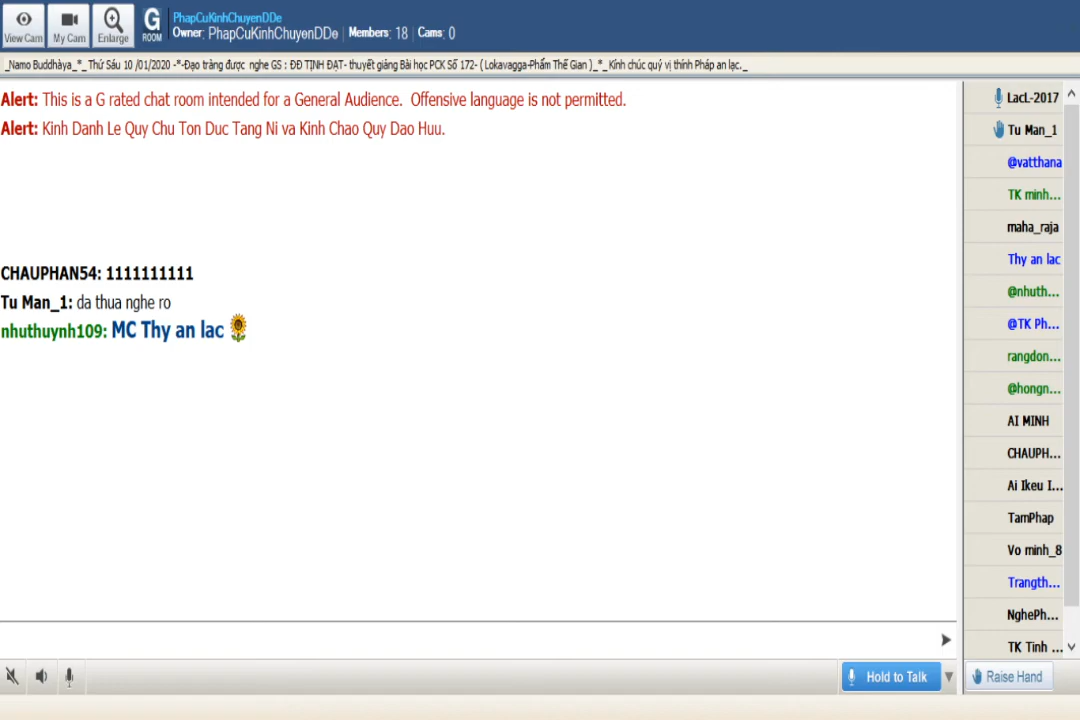 View Cam
My Cam
Enlarge
G
ROOM
PhapCuKinhChuyenDDe
Owner: PhapCuKinhChuyenDDe | Members: 18 | Cams: 0
_Namo Buddhàya_*_ Thứ Sáu 10 /01/2020 -*-Đạo tràng được nghe GS : ĐĐ TỊNH ĐẠT- thuyết giảng Bài học PCK Số 172- ( Lokavagga-Phẩm Thế Gian )_*_ Kính chúc quý vị thính Pháp an lạc._
Alert: This is a G rated chat room intended for a General Audience. Offensive language is not permitted.
Alert: Kinh Danh Le Quy Chu Ton Duc Tang Ni va Kinh Chao Quy Dao Huu.
CHAUPHAN54: 1111111111
Tu Man_1: da thua nghe ro
nhuthuynh109: MC Thy an lac
LacL-2017
Tu Man_1
@vatthana
TK minh...
maha_raja
Thy an lac
@nhuth...
@TK Ph...
rangdon...
@hongn...
AI MINH
CHAUPH...
Ai Ikeu I...
TamPhap
Vo minh_8
Trangth...
NghePh...
TK Tinh ...
Hold to Talk
Raise Hand